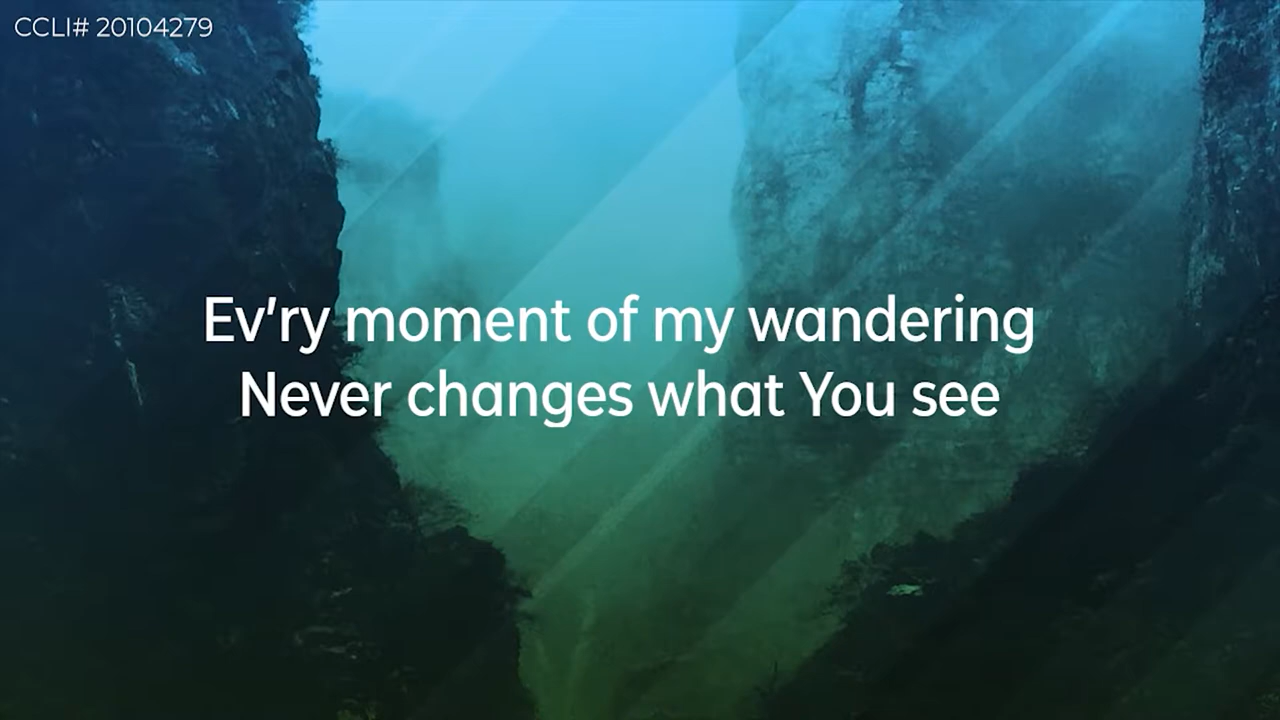 CCLI# 20104279
Ev'ry moment of my wandering
Never changes what You see